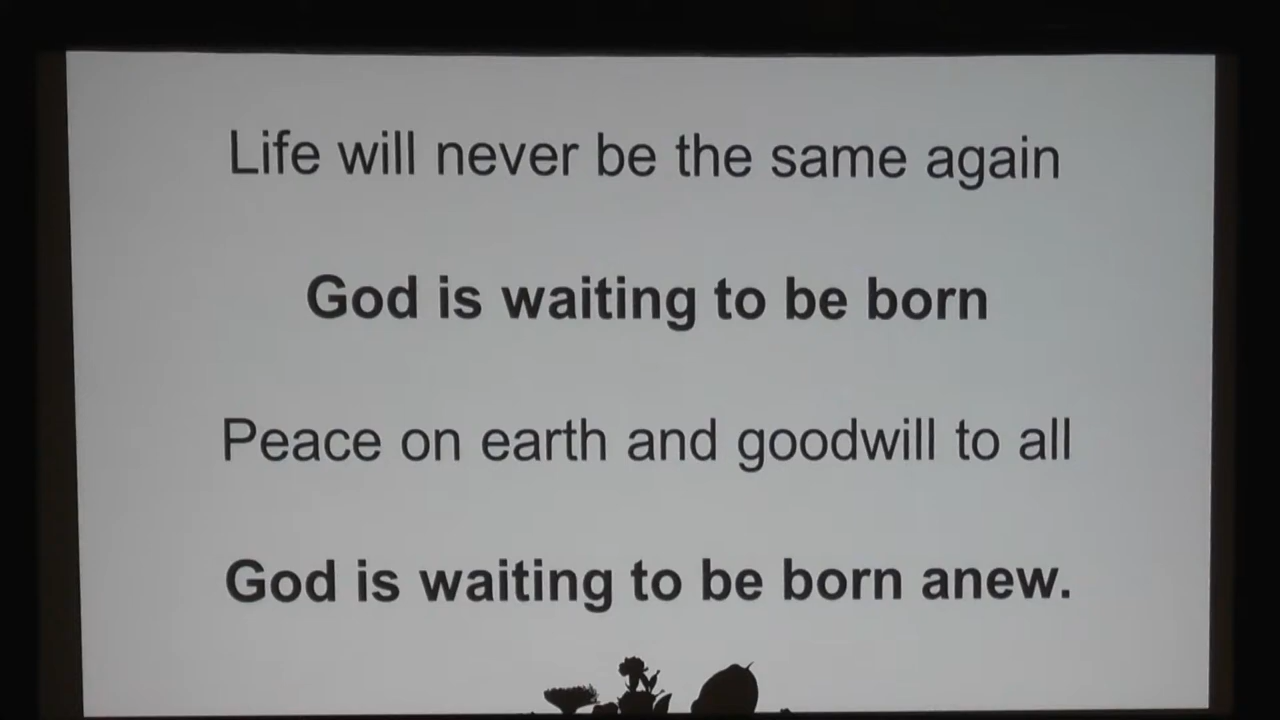 Life will never be the same again
God is waiting to be born
Peace on earth and goodwill to all
God is waiting to be born anew.